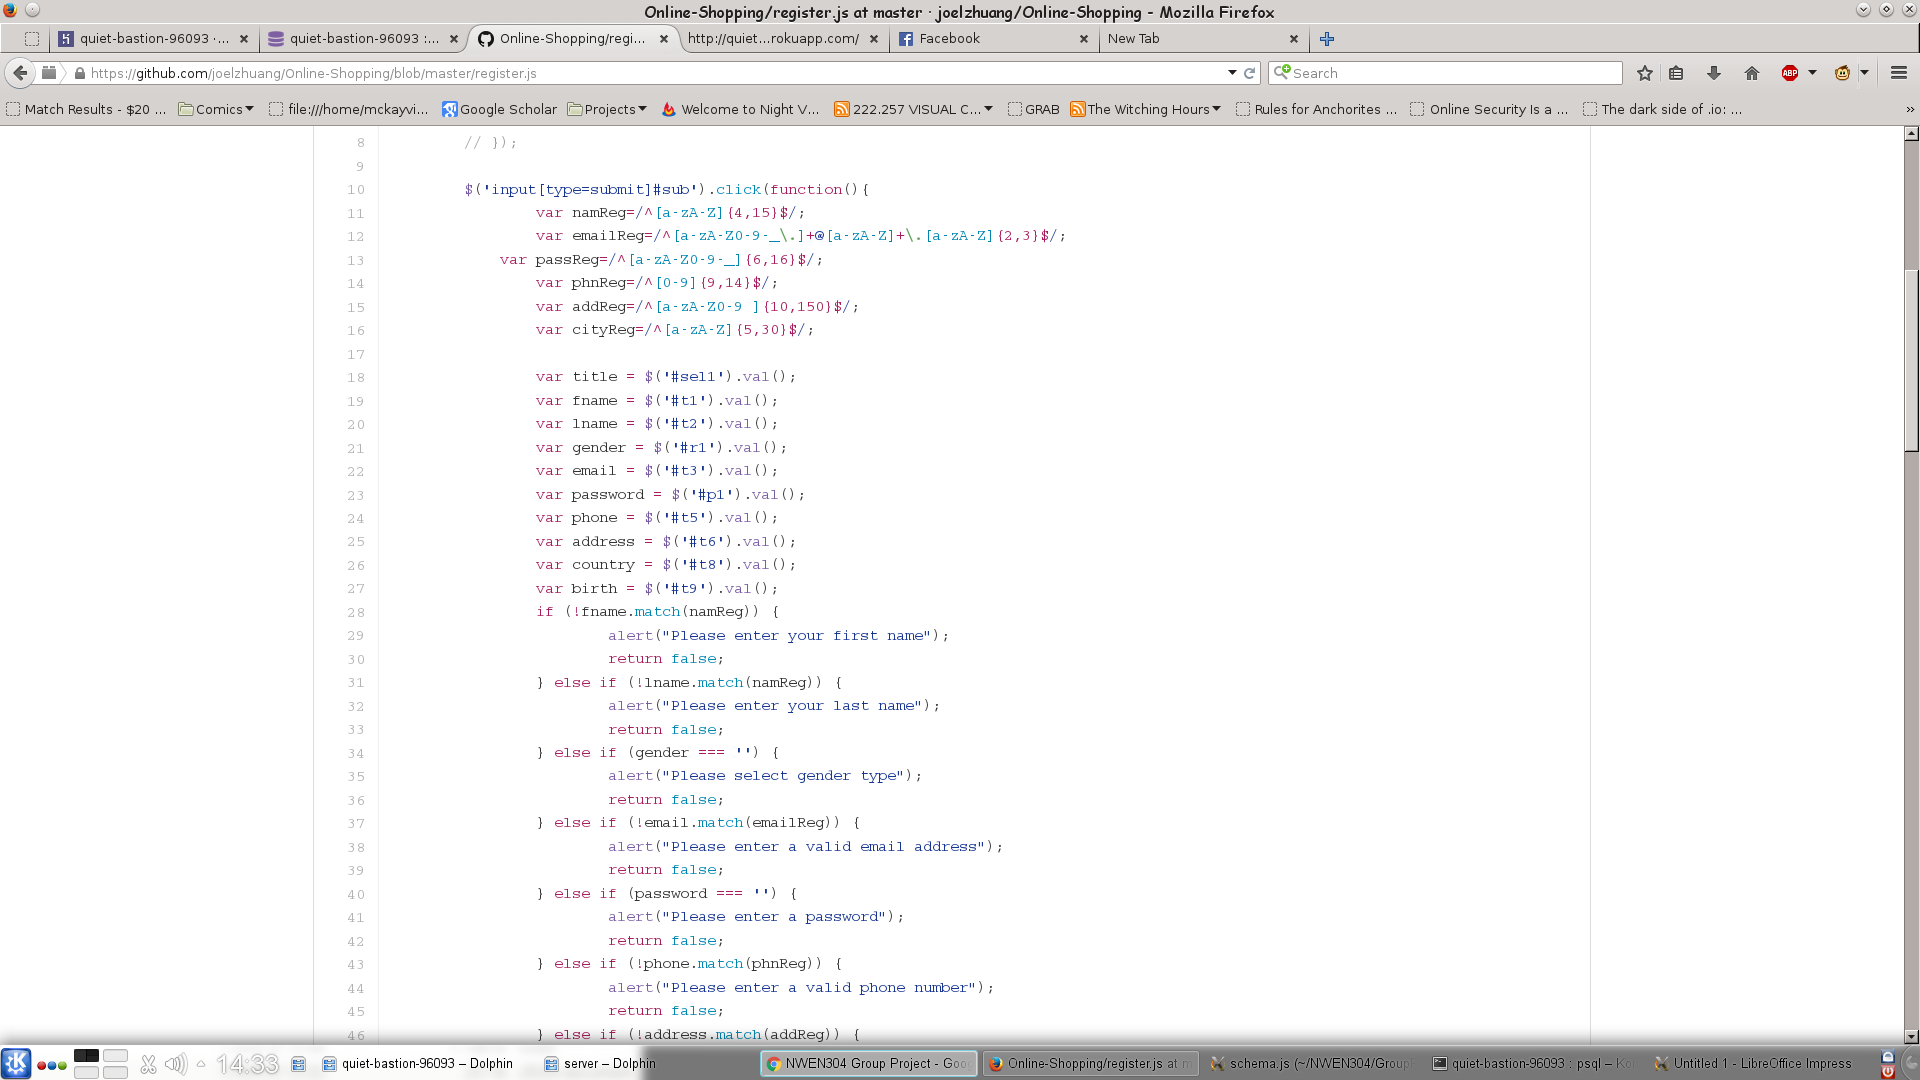 Online-Shopping/register.js at master · joelzhuang/Online-Shopping - Mozilla Firefox
quiet-bastion-96093 ·...
quiet-bastion-96093 :...
Online-Shopping/regi...
http://quiet...rokuapp.com/
Facebook
New Tab
https://github.com/joelzhuang/Online-Shopping/blob/master/register.js
Search
ABP
Match Results - $20 ...
Comics
file:///home/mckayvi...
Google Scholar
Projects
Welcome to Night V...
222.257 VISUAL C...
GRAB
The Witching Hours
Rules for Anchorites ...
Online Security Is a ...
The dark side of .io: ...
»
8 // });
9
10 $('input[type=submit]#sub').click(function(){
11 var namReg=/^[a-zA-Z]{4,15}$/;
12 var emailReg=/^[a-zA-Z0-9-_\.]+@[a-zA-Z]+\.[a-zA-Z]{2,3}$/;
13 var passReg=/^[a-zA-Z0-9-_]{6,16}$/;
14 var phnReg=/^[0-9]{9,14}$/;
15 var addReg=/^[a-zA-Z0-9 ]{10,150}$/;
16 var cityReg=/^[a-zA-Z]{5,30}$/;
17
18 var title = $('#sel1').val();
19 var fname = $('#t1').val();
20 var lname = $('#t2').val();
21 var gender = $('#r1').val();
22 var email = $('#t3').val();
23 var password = $('#p1').val();
24 var phone = $('#t5').val();
25 var address = $('#t6').val();
26 var country = $('#t8').val();
27 var birth = $('#t9').val();
28 if (!fname.match(namReg)) {
29 alert("Please enter your first name");
30 return false;
31 } else if (!lname.match(namReg)) {
32 alert("Please enter your last name");
33 return false;
34 } else if (gender === '') {
35 alert("Please select gender type");
36 return false;
37 } else if (!email.match(emailReg)) {
38 alert("Please enter a valid email address");
39 return false;
40 } else if (password === '') {
41 alert("Please enter a password");
42 return false;
43 } else if (!phone.match(phnReg)) {
44 alert("Please enter a valid phone number");
45 return false;
46 } else if (!address.match(addReg)) {
14:33
quiet-bastion-96093 – Dolphin
server – Dolphin
NWEN304 Group Project - Goo
Online-Shopping/register.js at m
schema.js (~/NWEN304/Group
quiet-bastion-96093 : psql – Ko
Untitled 1 - LibreOffice Impress